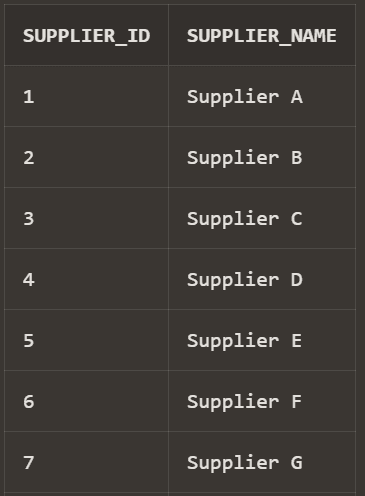 SUPPLIER_ID SUPPLIER_NAME
1 Supplier A
2 Supplier B
3 Supplier C
4 Supplier D
5 Supplier E
6 Supplier F
7 Supplier G